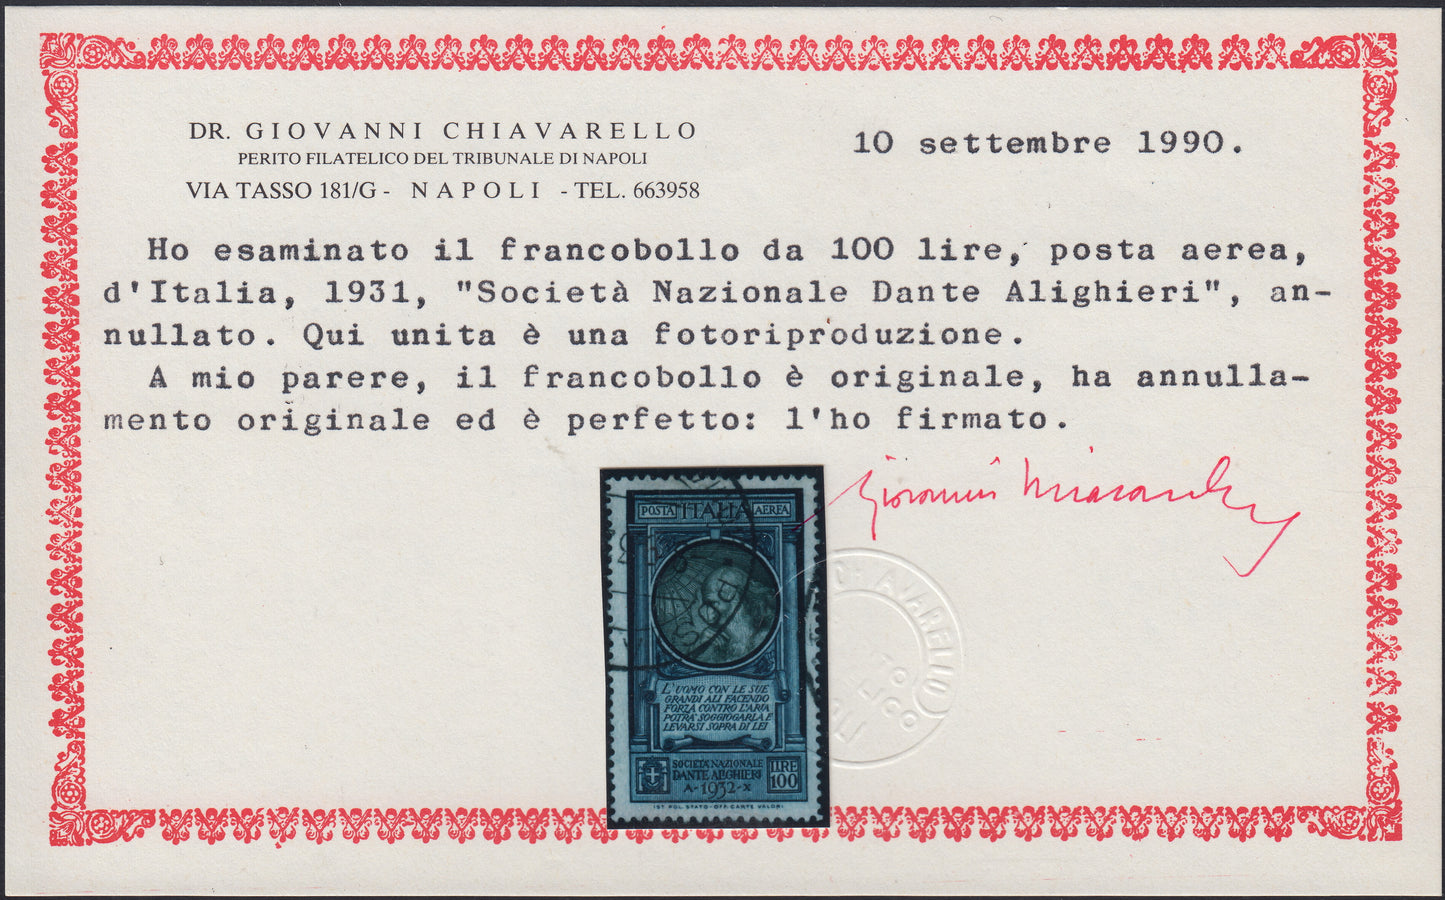 DR. GIOVANNI CHIAVARELLO
PERITO FILATELICO DEL TRIBUNALE DI NAPOLI
VIA TASSO 181/G - NAPOLI - TEL. 663958
10 settembre 1990.
Ho esaminato il francobollo da 100 lire, posta aerea,
d'Italia, 1931, "Società Nazionale Dante Alighieri", an-
nullato. Qui unita è una fotoriproduzione.
A mio parere, il francobollo è originale, ha annulla-
mento originale ed è perfetto: l'ho firmato.
POSTA ITALIA AEREA
L'UOMO CON LE SUE
GRANDI ALI FACENDO
FORZA CONTRO L'ARIA
POTRA' SOGGIOGARLA E
LEVARSI SOPRA DI LEI
SOCIETA' NAZIONALE
DANTE ALIGHIERI
A - 1932 - X
LIRE
100
IST. POL. STATO - OFF. CARTE VALORI